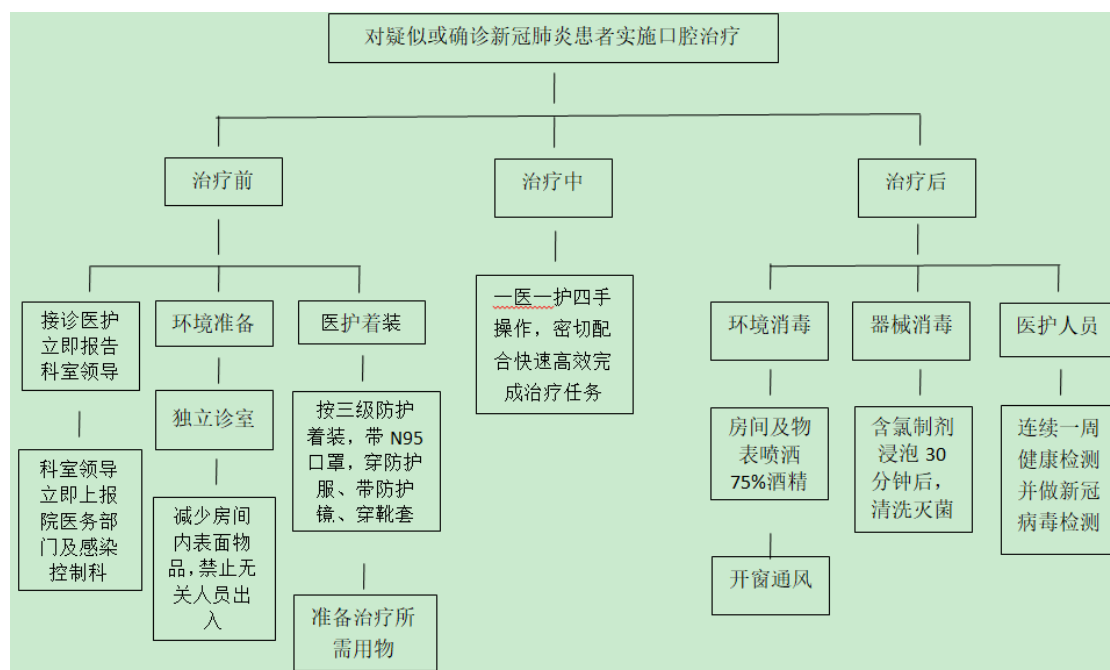 对疑似或确诊新冠肺炎患者实施口腔治疗
治疗前
治疗中
治疗后
接诊医护
立即报告
科室领导
环境准备
医护着装
一医一护四手
操作，密切配
合快速高效完
成治疗任务
环境消毒
器械消毒
医护人员
科室领导
立即上报
院医务部
门及感染
控制科
独立诊室
减少房间
内表面物
品，禁止无
关人员出
入
按三级防护
着装，带 N95
口罩，穿防护
服、带防护
镜、穿靴套
准备治疗所
需用物
房间及物
表喷洒
75%酒精
开窗通风
含氯制剂
浸泡 30
分钟后，
清洗灭菌
连续一周
健康检测
并做新冠
病毒检测